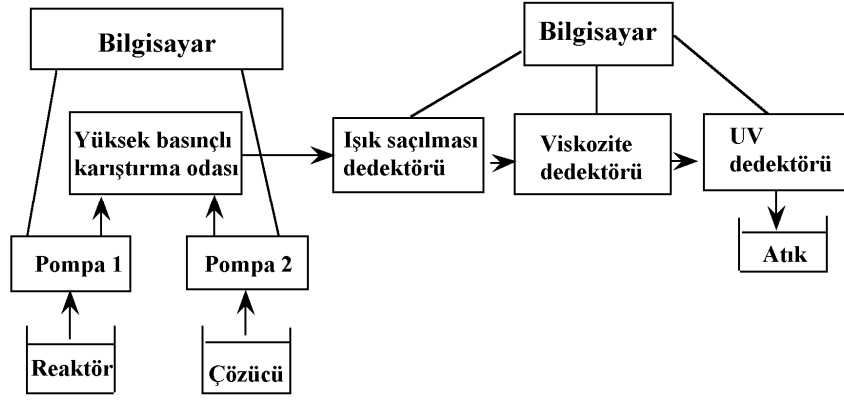 Bilgisayar
Yüksek basınçlı
karıştırma odası
Pompa 1
Pompa 2
Reaktör
Çözücü
Bilgisayar
Işık saçılması
dedektörü
Viskozite
dedektörü
UV
dedektörü
Atık